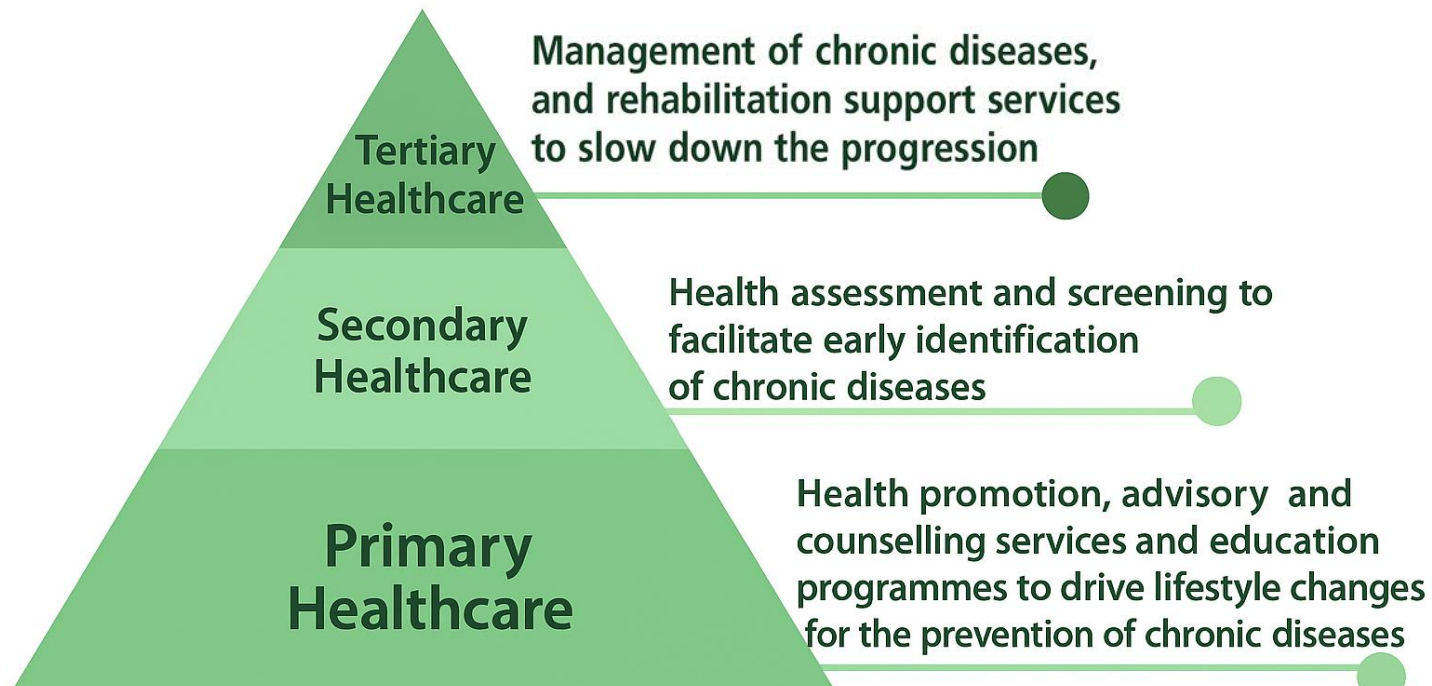 Management of chronic diseases,
and rehabilitation support services
to slow down the progression
Tertiary
Healthcare
Health assessment and screening to
facilitate early identification
of chronic diseases
Secondary
Healthcare
Health promotion, advisory and
counselling services and education
programmes to drive lifestyle changes
for the prevention of chronic diseases
Primary
Healthcare